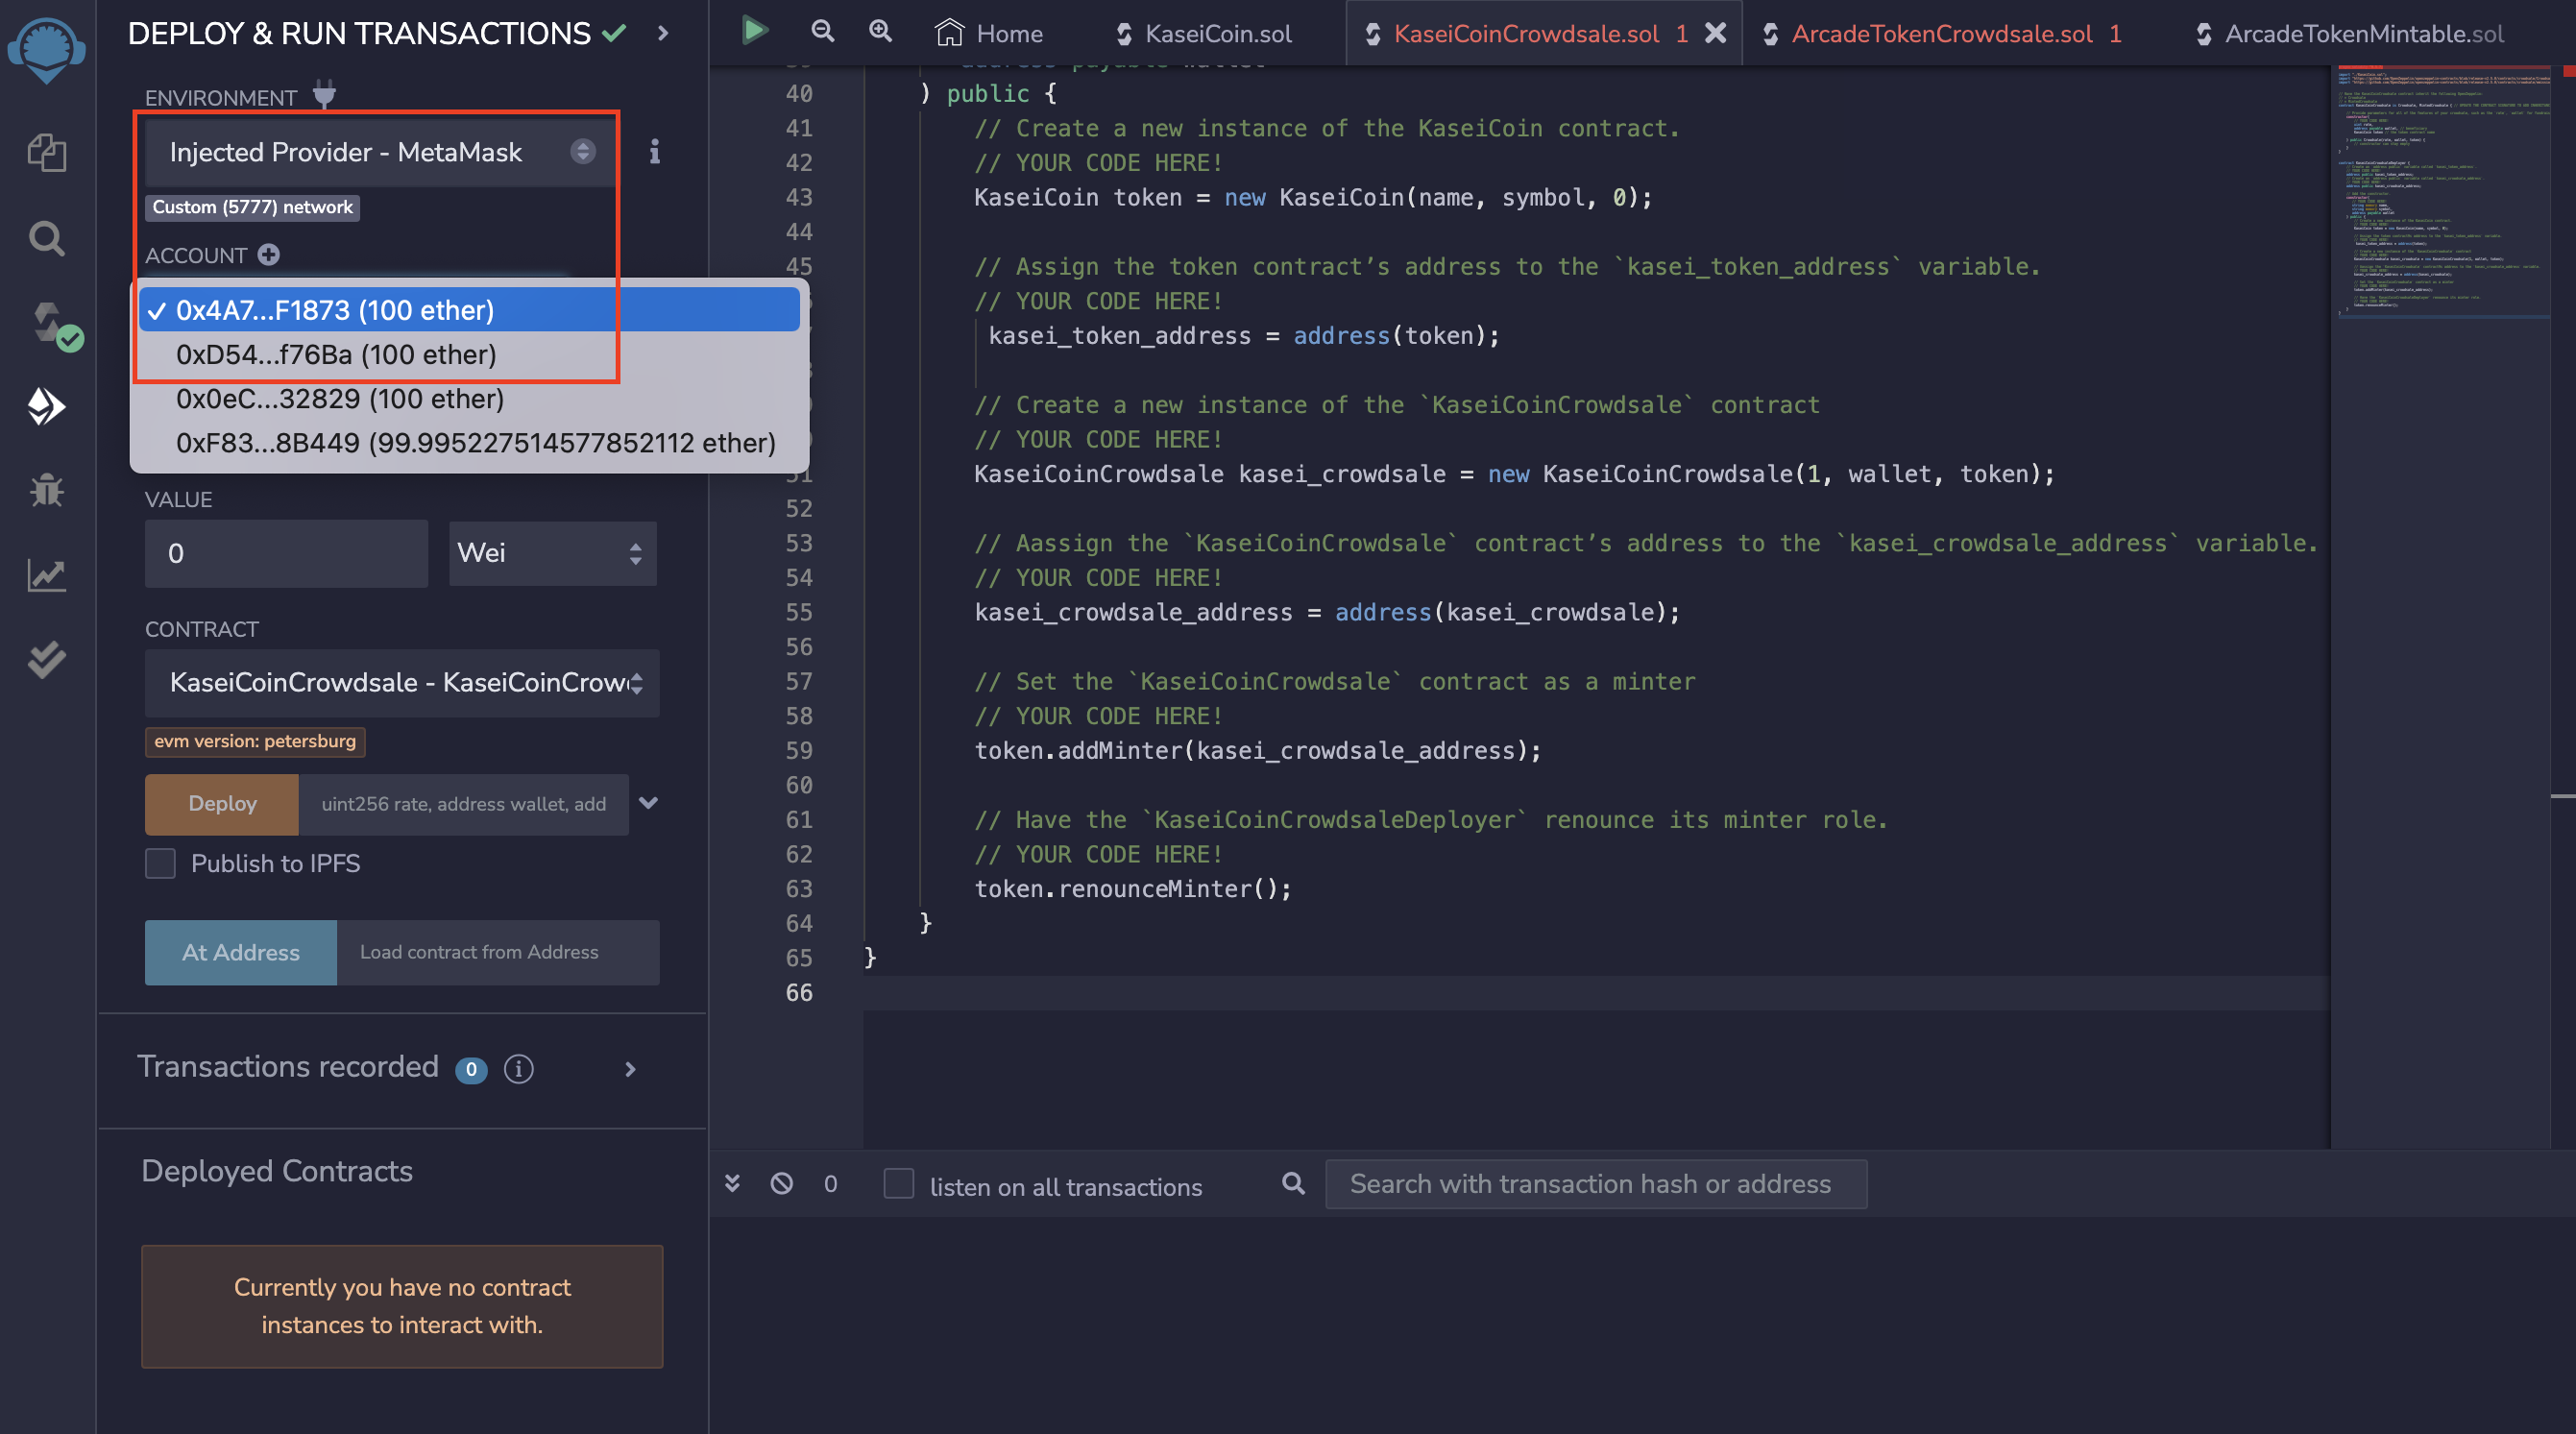 DEPLOY & RUN TRANSACTIONS
ENVIRONMENT
Injected Provider - MetaMask
Custom (5777) network
ACCOUNT
0x4A7...F1873 (100 ether)
0xD54...f76Ba (100 ether)
0x0eC...32829 (100 ether)
0xF83...8B449 (99.995227514577852112 ether)
VALUE
0
Wei
CONTRACT
KaseiCoinCrowdsale - KaseiCoinCrow
evm version: petersburg
Deploy
uint256 rate, address wallet, add
Publish to IPFS
At Address
Load contract from Address
Transactions recorded 0
Deployed Contracts
Currently you have no contract
instances to interact with.
Home
KaseiCoin.sol
KaseiCoinCrowdsale.sol 1
ArcadeTokenCrowdsale.sol 1
ArcadeTokenMintable.sol
40 ) public {
41 // Create a new instance of the KaseiCoin contract.
42 // YOUR CODE HERE!
43 KaseiCoin token = new KaseiCoin(name, symbol, 0);
44
45 // Assign the token contract’s address to the `kasei_token_address` variable.
// YOUR CODE HERE!
kasei_token_address = address(token);
// Create a new instance of the `KaseiCoinCrowdsale` contract
// YOUR CODE HERE!
51 KaseiCoinCrowdsale kasei_crowdsale = new KaseiCoinCrowdsale(1, wallet, token);
52
53 // Aassign the `KaseiCoinCrowdsale` contract’s address to the `kasei_crowdsale_address` variable.
54 // YOUR CODE HERE!
55 kasei_crowdsale_address = address(kasei_crowdsale);
56
57 // Set the `KaseiCoinCrowdsale` contract as a minter
58 // YOUR CODE HERE!
59 token.addMinter(kasei_crowdsale_address);
60
61 // Have the `KaseiCoinCrowdsaleDeployer` renounce its minter role.
62 // YOUR CODE HERE!
63 token.renounceMinter();
64 }
65 }
66
0
listen on all transactions
Search with transaction hash or address